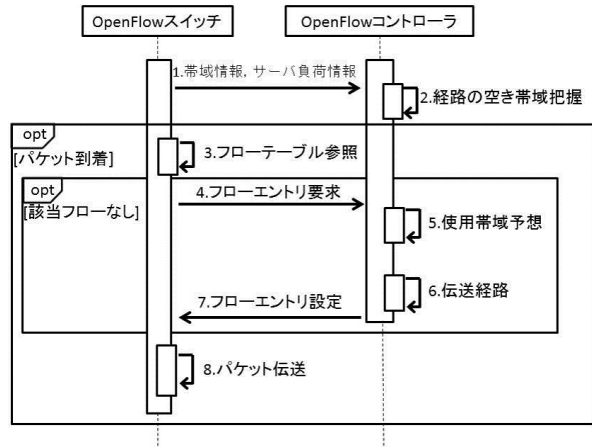 OpenFlowスイッチ
OpenFlowコントローラ
1.帯域情報, サーバ負荷情報
2.経路の空き帯域把握
opt
[パケット到着]
3.フローテーブル参照
opt
4.フローエントリ要求
[該当フローなし]
5.使用帯域予想
6.伝送経路
7.フローエントリ設定
8.パケット伝送